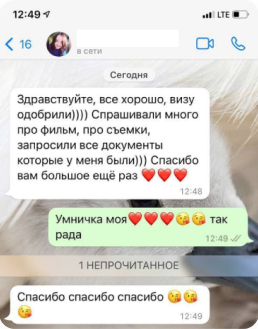 12:49
LTE
16
в сети
Сегодня
Здравствуйте, все хорошо, визу
одобрили)))) Спрашивали много
про фильм, про съемки,
запросили все документы
которые у меня были))) Спасибо
вам большое ещё раз ❤️❤️❤️
12:48
Умничка моя❤️❤️❤️😘😘 так
рада
12:49
1 НЕПРОЧИТАННОЕ
Спасибо спасибо спасибо 😘😘
😘
12:49